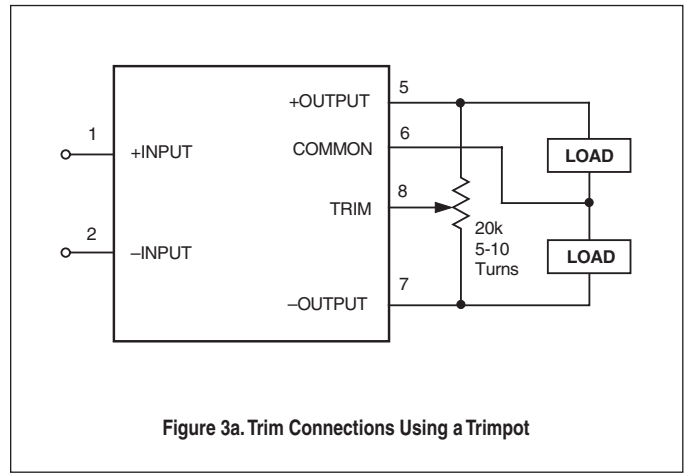 5
+OUTPUT
6
1
COMMON
+INPUT
LOAD
8
TRIM
20k
5-10
Turns
2
–INPUT
LOAD
7
–OUTPUT
Figure 3a. Trim Connections Using a Trimpot